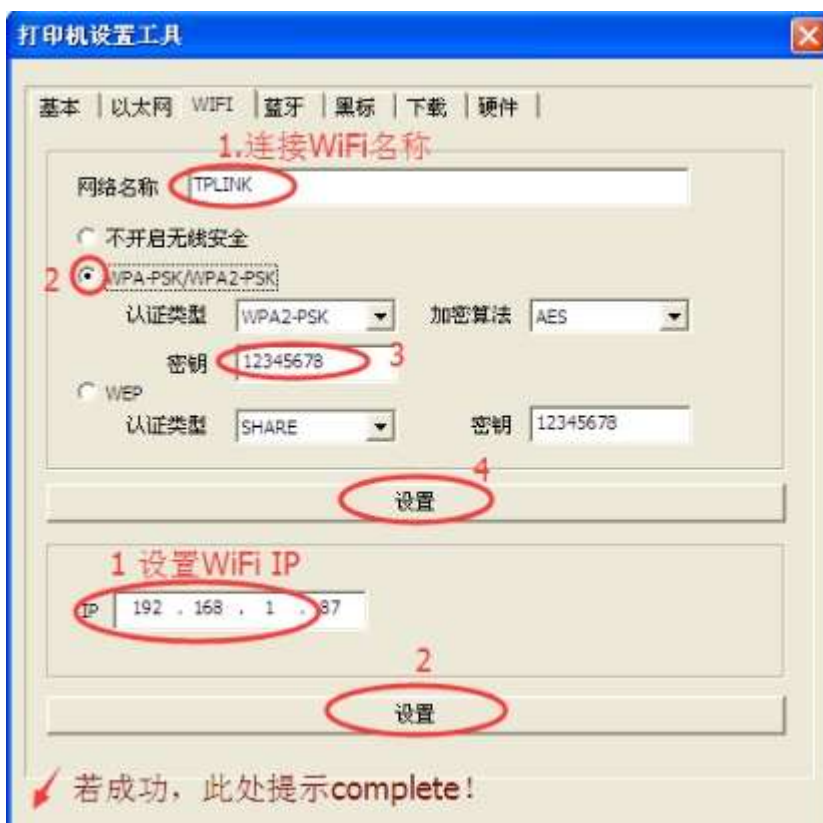 打印机设置工具
基本 以太网 WIFI 蓝牙 黑标 下载 硬件
1.连接WiFi名称
网络名称 TPLINK
不开启无线安全
2 WPA-PSK/WPA2-PSK
认证类型 WPA2-PSK 加密算法 AES
密钥 12345678 3
WEP
认证类型 SHARE 密钥 12345678
4
设置
1 设置WiFi IP
IP 192 . 168 . 1 . 87
2
设置
若成功，此处提示complete！